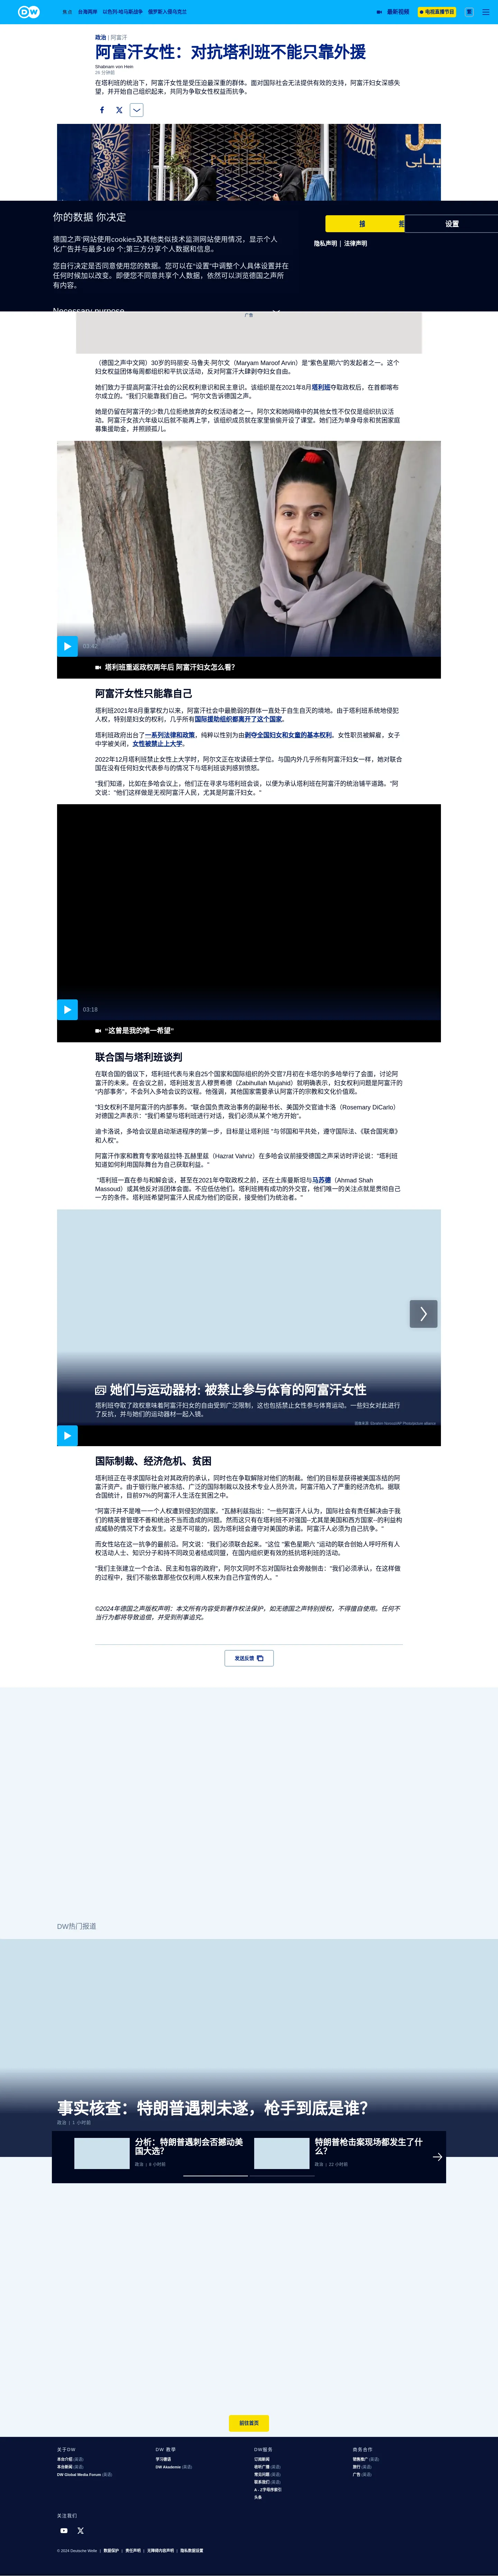 DW
焦点 台海两岸 以色列-哈马斯战争 俄罗斯入侵乌克兰 最新视频 电视直播节目 繁
政治 | 阿富汗
阿富汗女性：对抗塔利班不能只靠外援
Shabnam von Hein
26 分钟前
在塔利班的统治下，阿富汗女性是受压迫最深重的群体。面对国际社会无法提供有效的支持，阿富汗妇女深感失
望，并开始自己组织起来，共同为争取女性权益而抗争。
你的数据 你决定
德国之声网站使用cookies及其他类似技术监测网站使用情况，显示个人
化广告并与最多169 个;第三方分享个人数据和信息。
您自行决定是否同意使用您的数据。您可以在"设置"中调整个人具体设置并在
任何时候加以改变。即便您不同意共享个人数据，依然可以浏览德国之声所
有内容。
设置
隐私声明 | 法律声明
Necessary purpose
广告
（德国之声中文网）30岁的玛丽安·马鲁夫·阿尔文（Maryam Maroof Arvin）是"紫色星期六"的发起者之一。这个
妇女权益团体每周都组织和平抗议活动，反对阿富汗大肆剥夺妇女自由。
她们致力于提高阿富汗社会的公民权利意识和民主意识。该组织是在2021年8月塔利班夺取政权后，在首都喀布
尔成立的。"我们只能靠我们自己。"阿尔文告诉德国之声。
她是仍留在阿富汗的少数几位拒绝放弃的女权活动者之一。阿尔文和她网络中的其他女性不仅仅是组织抗议活
动。阿富汗女孩六年级以后就不能再上学，该组织成员就在家里偷偷开设了课堂。她们还为单身母亲和贫困家庭
募集援助金，并照顾孤儿。
03:42
塔利班重返政权两年后 阿富汗妇女怎么看？
阿富汗女性只能靠自己
塔利班2021年8月重掌权力以来，阿富汗社会中最脆弱的群体一直处于自生自灭的境地。由于塔利班系统地侵犯
人权，特别是妇女的权利，几乎所有国际援助组织都离开了这个国家。
塔利班政府出台了一系列法律和政策，纯粹以性别为由剥夺全国妇女和女童的基本权利。女性职员被解雇，女子
中学被关闭，女性被禁止上大学。
2022年12月塔利班禁止女性上大学时，阿尔文正在攻读硕士学位。与国内外几乎所有阿富汗妇女一样，她对联合
国在没有任何妇女代表参与的情况下与塔利班谈判感到愤怒。
"我们知道，比如在多哈会议上，他们正在寻求与塔利班会谈，以便为承认塔利班在阿富汗的统治铺平道路。"阿
文说："他们这样做是无视阿富汗人民，尤其是阿富汗妇女。"
03:18
"这曾是我的唯一希望"
联合国与塔利班谈判
在联合国的倡议下，塔利班代表与来自25个国家和国际组织的外交官7月初在卡塔尔的多哈举行了会面，讨论阿
富汗的未来。在会议之前，塔利班发言人穆贾希德（Zabihullah Mujahid）就明确表示，妇女权利问题是阿富汗的
"内部事务"，不会列入多哈会议的议程。他强调，其他国家需要承认阿富汗的宗教和文化价值观。
"妇女权利不是阿富汗的内部事务。"联合国负责政治事务的副秘书长、美国外交官迪卡洛（Rosemary DiCarlo）
对德国之声表示："我们希望与塔利班进行对话，我们必须从某个地方开始"。
迪卡洛说，多哈会议是启动渐进程序的第一步，目标是让塔利班 "与邻国和平共处，遵守国际法、《联合国宪章》
和人权"。
阿富汗作家和教育专家哈兹拉特·瓦赫里兹（Hazrat Vahriz）在多哈会议前接受德国之声采访时评论说："塔利班
知道如何利用国际舞台为自己获取利益。"
"塔利班一直在参与和解会谈，甚至在2021年夺取政权之前，还在土库曼斯坦与马苏德（Ahmad Shah
Massoud）或其他反对派团体会面。不应低估他们。塔利班拥有成功的外交官，他们唯一的关注点就是贯彻自己
一方的条件。塔利班希望阿富汗人民成为他们的臣民，接受他们为统治者。"
她们与运动器材: 被禁止参与体育的阿富汗女性
塔利班夺取了政权意味着阿富汗妇女的自由受到广泛限制，这也包括禁止女性参与体育运动。一些妇女对此进行
了反抗，并与她们的运动器材一起入镜。
图像来源: Ebrahim Noroozi/AP Photo/picture alliance
国际制裁、经济危机、贫困
塔利班正在寻求国际社会对其政府的承认，同时也在争取解除对他们的制裁。他们的目标是获得被美国冻结的阿
富汗资产。由于银行账户被冻结、广泛的国际制裁以及技术专业人员外流，阿富汗陷入了严重的经济危机。据联
合国统计，目前97%的阿富汗人生活在贫困之中。
"阿富汗并不是唯一一个人权遭到侵犯的国家。"瓦赫利兹指出："一些阿富汗人认为，国际社会有责任解决由于我
们的精英曾管理不善和统治不当而造成的问题。然而这只有在塔利班不对强国--尤其是美国和西方国家--的利益构
成威胁的情况下才会发生。这是不可能的，因为塔利班会遵守对美国的承诺。阿富汗人必须为自己抗争。"
而女性站在这一抗争的最前沿。阿文说："我们必须联合起来。"这位 "紫色星期六 "运动的联合创始人呼吁所有人
权活动人士、知识分子和持不同政见者结成同盟，在国内组织更有效的抵抗塔利班的活动。
"我们主张建立一个合法、民主和包容的政府"，阿尔文同时不忘对国际社会旁敲侧击："我们必须承认，在这样做
的过程中，我们不能依靠那些仅仅利用人权来为自己作宣传的人。"
©2024年德国之声版权声明：本文所有内容受到著作权法保护，如无德国之声特别授权，不得擅自使用。任何不
当行为都将导致追偿，并受到刑事追究。
发送反馈
DW热门报道
事实核查：特朗普遇刺未遂，枪手到底是谁？
政治 | 1 小时前
分析：特朗普遇刺会否撼动美
国大选？
政治 | 8 小时前
特朗普枪击案现场都发生了什
么？
政治 | 22 小时前
前往首页
关于DW
本台介绍 (英语)
本台新闻 (英语)
DW Global Media Forum (英语)
DW 教學
学习德语
DW Akademie (英语)
DW服务
订阅新闻
收听广播 (英语)
常见问题 (英语)
联系我们 (英语)
A - Z字母序索引
头条
商务合作
销售推广 (英语)
旅行 (英语)
广告 (英语)
关注我们
© 2024 Deutsche Welle | 数据保护 | 责任声明 | 无障碍内容声明 | 隐私数据设置